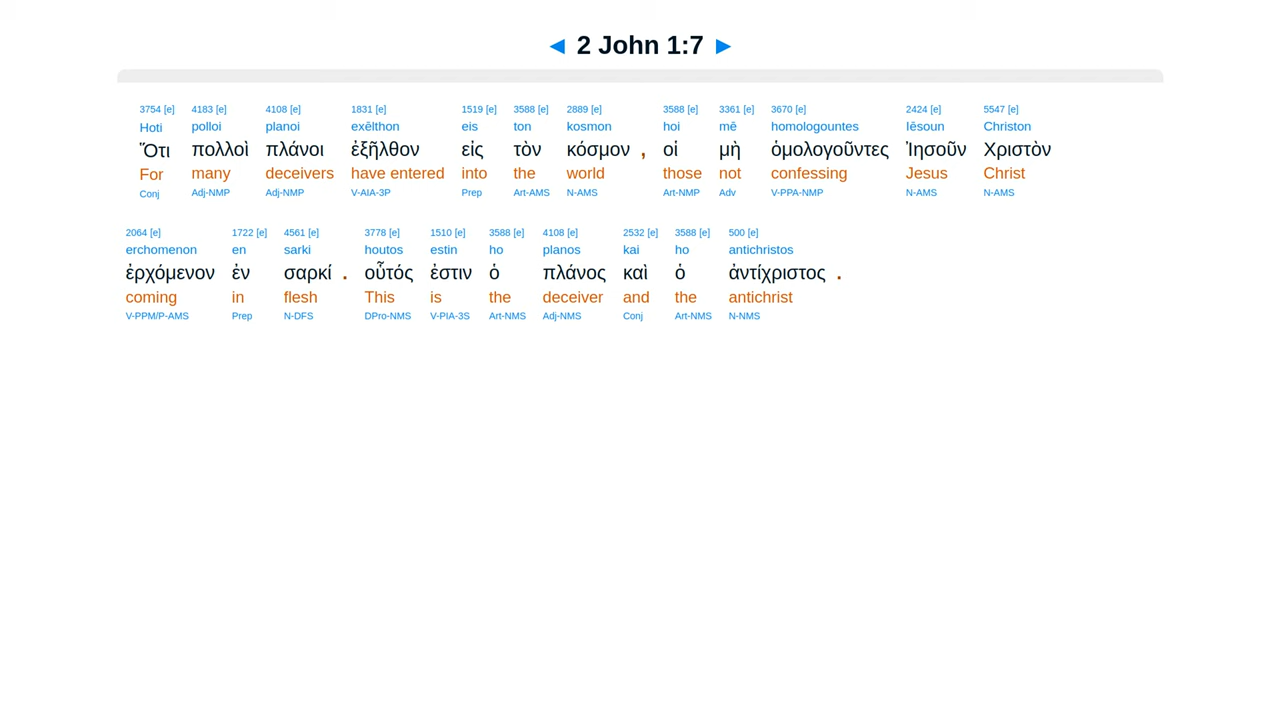 ◄ 2 John 1:7 ►
3754 [e] 4183 [e] 4108 [e] 1831 [e] 1519 [e] 3588 [e] 2889 [e] 3588 [e] 3361 [e] 3670 [e] 2424 [e] 5547 [e]
Hoti polloi planoi exēlthon eis ton kosmon hoi mē homologountes Iēsoun Christon
Ὅτι πολλοὶ πλάνοι ἐξῆλθον εἰς τὸν κόσμον , οἱ μὴ ὁμολογοῦντες Ἰησοῦν Χριστὸν
For many deceivers have entered into the world those not confessing Jesus Christ
Conj Adj-NMP Adj-NMP V-AIA-3P Prep Art-AMS N-AMS Art-NMP Adv V-PPA-NMP N-AMS N-AMS
2064 [e] 1722 [e] 4561 [e] 3778 [e] 1510 [e] 3588 [e] 4108 [e] 2532 [e] 3588 [e] 500 [e]
erchomenon en sarki houtos estin ho planos kai ho antichristos
ἐρχόμενον ἐν σαρκί . οὗτός ἐστιν ὁ πλάνος καὶ ὁ ἀντίχριστος .
coming in flesh This is the deceiver and the antichrist
V-PPM/P-AMS Prep N-DFS DPro-NMS V-PIA-3S Art-NMS Adj-NMS Conj Art-NMS N-NMS